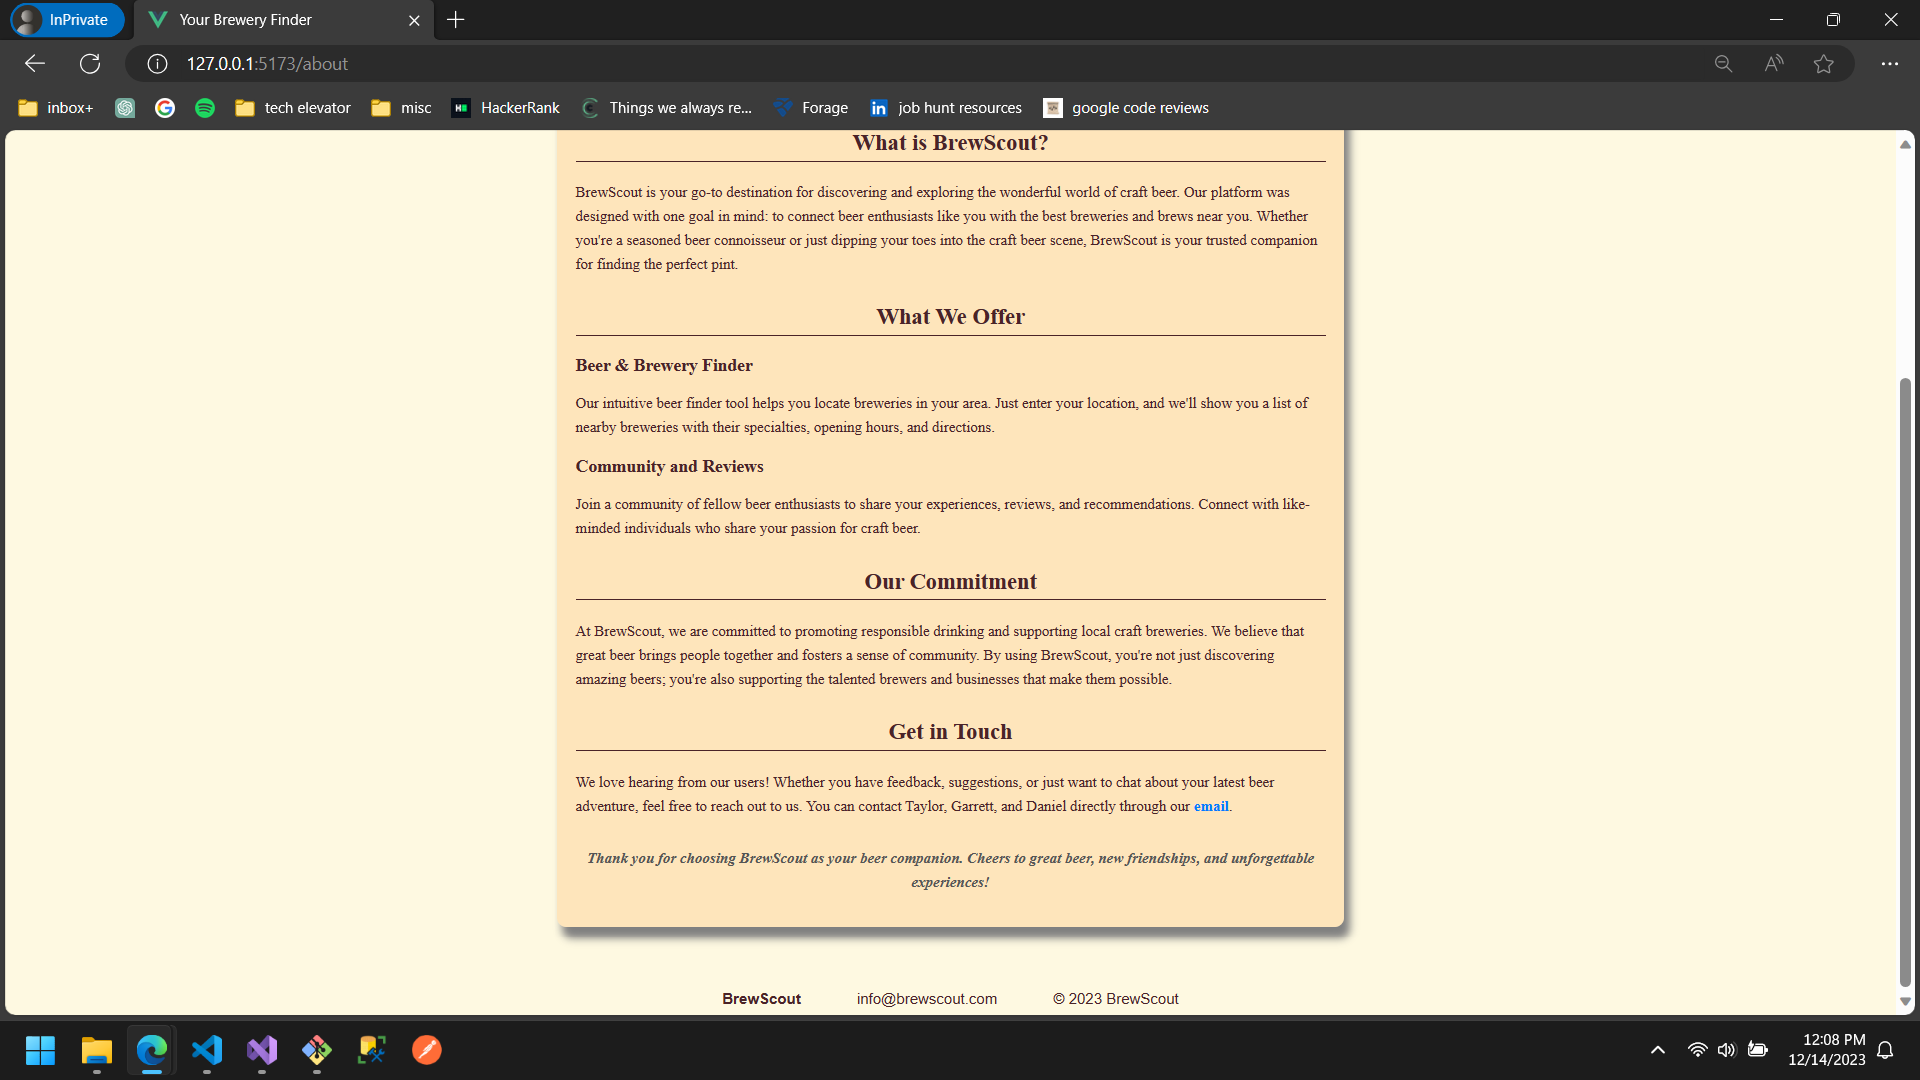 InPrivate
Your Brewery Finder
127.0.0.1:5173/about
inbox+
tech elevator
misc
HackerRank
Things we always re...
Forage
job hunt resources
google code reviews
What is BrewScout?
BrewScout is your go-to destination for discovering and exploring the wonderful world of craft beer. Our platform was
designed with one goal in mind: to connect beer enthusiasts like you with the best breweries and brews near you. Whether
you're a seasoned beer connoisseur or just dipping your toes into the craft beer scene, BrewScout is your trusted companion
for finding the perfect pint.
What We Offer
Beer & Brewery Finder
Our intuitive beer finder tool helps you locate breweries in your area. Just enter your location, and we'll show you a list of
nearby breweries with their specialties, opening hours, and directions.
Community and Reviews
Join a community of fellow beer enthusiasts to share your experiences, reviews, and recommendations. Connect with like-
minded individuals who share your passion for craft beer.
Our Commitment
At BrewScout, we are committed to promoting responsible drinking and supporting local craft breweries. We believe that
great beer brings people together and fosters a sense of community. By using BrewScout, you're not just discovering
amazing beers; you're also supporting the talented brewers and businesses that make them possible.
Get in Touch
We love hearing from our users! Whether you have feedback, suggestions, or just want to chat about your latest beer
adventure, feel free to reach out to us. You can contact Taylor, Garrett, and Daniel directly through our email.
Thank you for choosing BrewScout as your beer companion. Cheers to great beer, new friendships, and unforgettable
experiences!
BrewScout
info@brewscout.com
© 2023 BrewScout
12:08 PM
12/14/2023